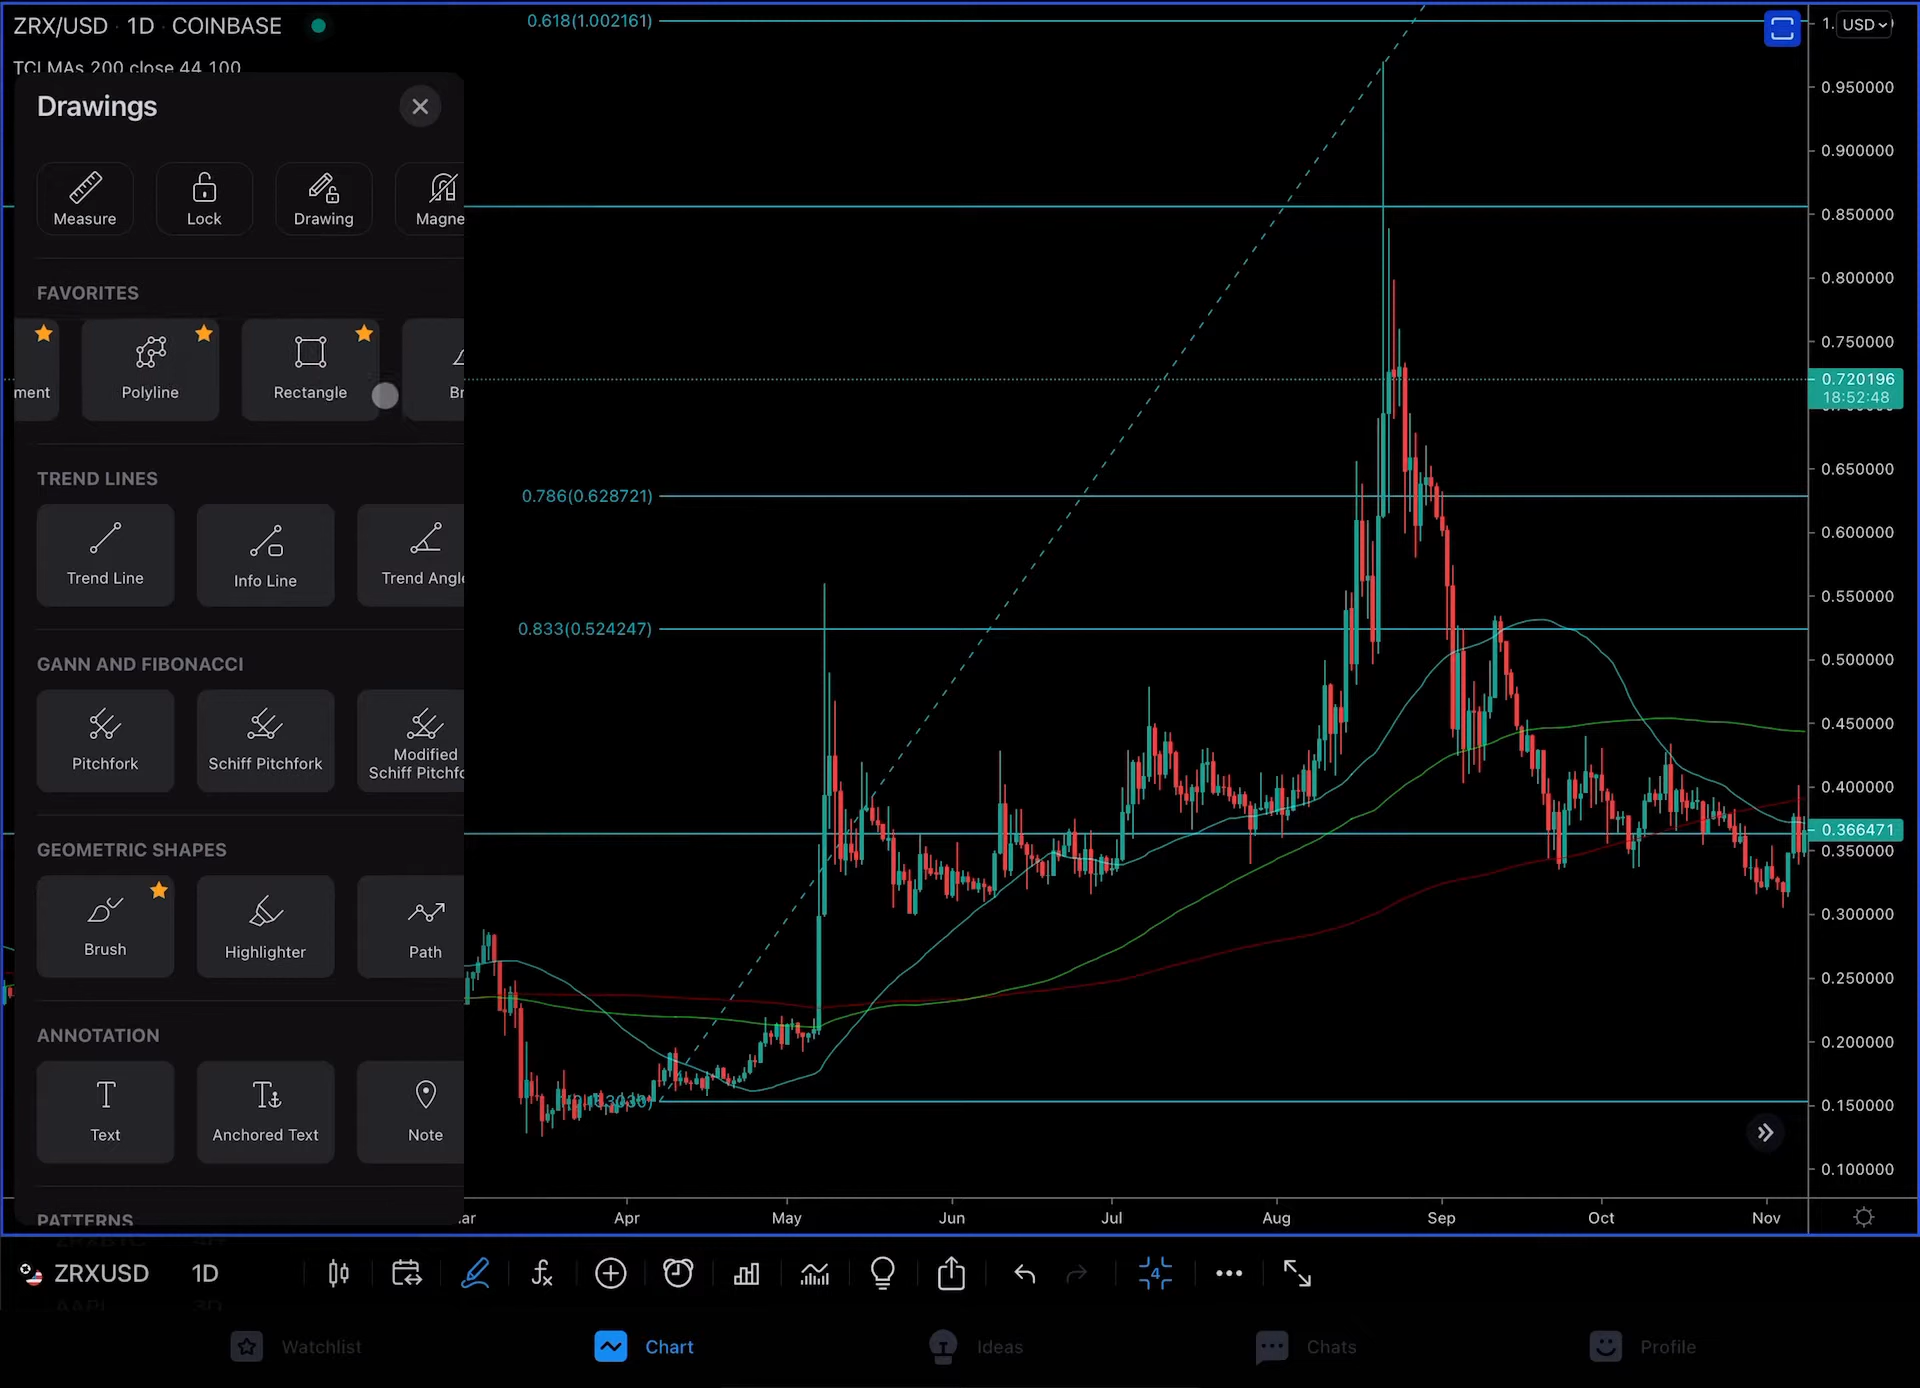 ZRX/USD · 1D · COINBASE
TCI MAs 200 close 44 100
Drawings
Measure
Lock
Drawing
Magne
FAVORITES
ment
Polyline
Rectangle
Br
TREND LINES
Trend Line
Info Line
Trend Angle
GANN AND FIBONACCI
Pitchfork
Schiff Pitchfork
Modified
Schiff Pitchfo
GEOMETRIC SHAPES
Brush
Highlighter
Path
ANNOTATION
Text
Anchored Text
Note
PATTERNS
0.618(1.002161)
0.786(0.628721)
0.833(0.524247)
1.
USD
0.950000
0.900000
0.850000
0.800000
0.750000
0.720196
18:52:48
0.650000
0.600000
0.550000
0.500000
0.450000
0.400000
0.366471
0.350000
0.300000
0.250000
0.200000
0.150000
0.100000
ar
Apr
May
Jun
Jul
Aug
Sep
Oct
Nov
ZRXUSD
1D
4
Watchlist
Chart
Ideas
Chats
Profile